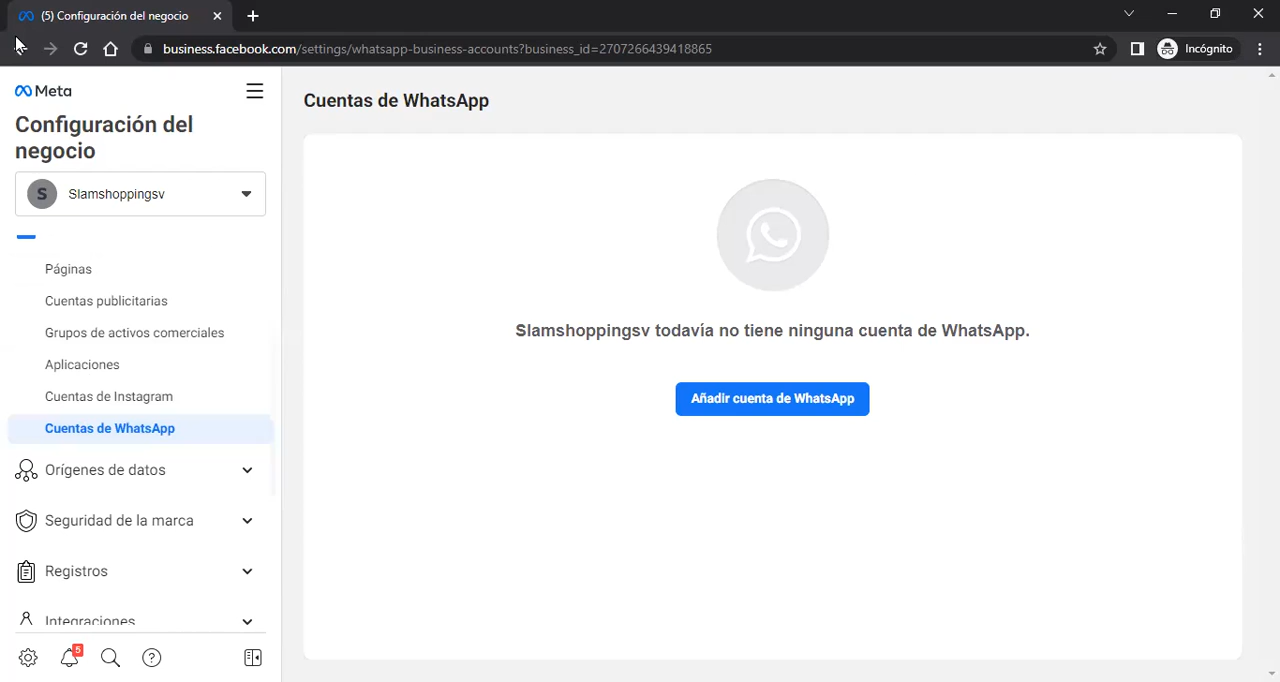 (5) Configuración del negocio
business.facebook.com/settings/whatsapp-business-accounts?business_id=2707266439418865
Incógnito
Meta
Configuración del
negocio
S
Slamshoppingsv
Páginas
Cuentas publicitarias
Grupos de activos comerciales
Aplicaciones
Cuentas de Instagram
Cuentas de WhatsApp
Orígenes de datos
Seguridad de la marca
Registros
Integraciones
5
Cuentas de WhatsApp
Slamshoppingsv todavía no tiene ninguna cuenta de WhatsApp.
Añadir cuenta de WhatsApp